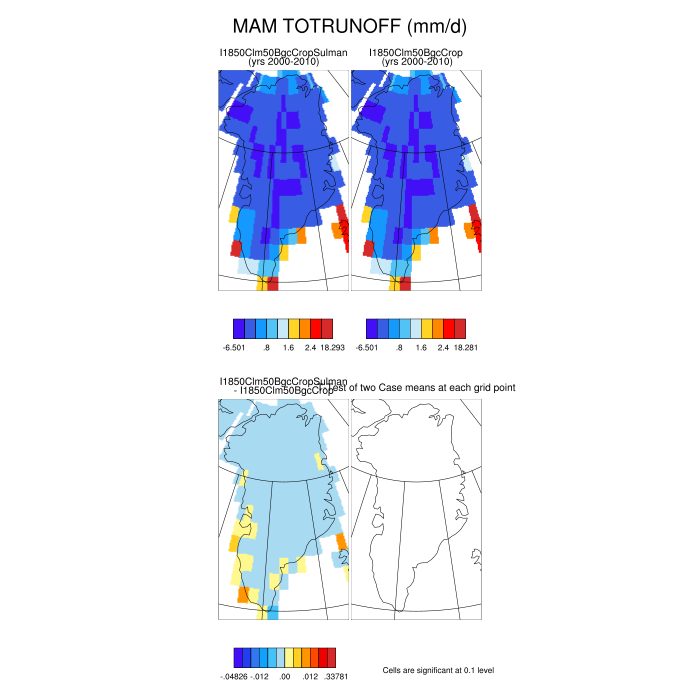 MAM TOTRUNOFF (mm/d)
I1850Clm50BgcCropSulman
(yrs 2000-2010)
I1850Clm50BgcCrop
(yrs 2000-2010)
-6.501 .8 1.6 2.4 18.293
-6.501 .8 1.6 2.4 18.281
I1850Clm50BgcCropSulman
- I1850Clm50BgcCrop
of two Case means at each grid point
-.04826 -.012 .00 .012 .33781
Cells are significant at 0.1 level